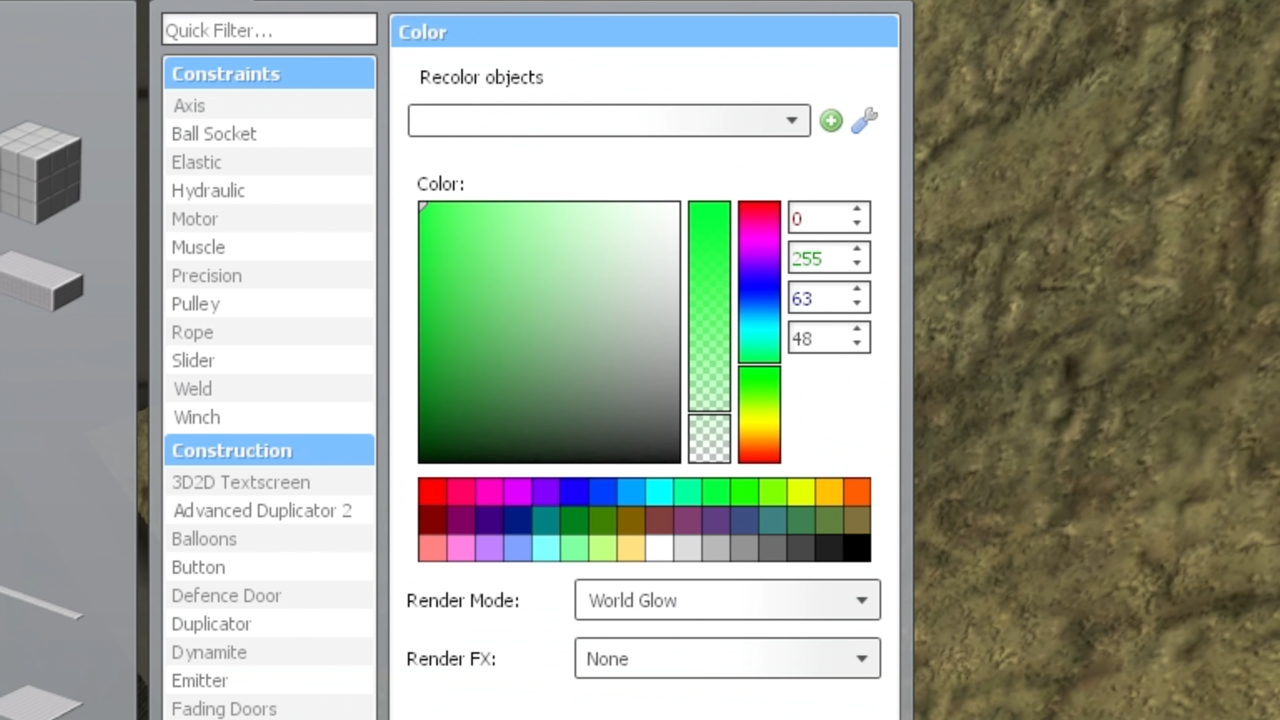 Quick Filter...
Constraints
Axis
Ball Socket
Elastic
Hydraulic
Motor
Muscle
Precision
Pulley
Rope
Slider
Weld
Winch
Construction
3D2D Textscreen
Advanced Duplicator 2
Balloons
Button
Defence Door
Duplicator
Dynamite
Emitter
Fading Doors
Color
Recolor objects
Color:
0
255
63
48
Render Mode: World Glow
Render FX: None